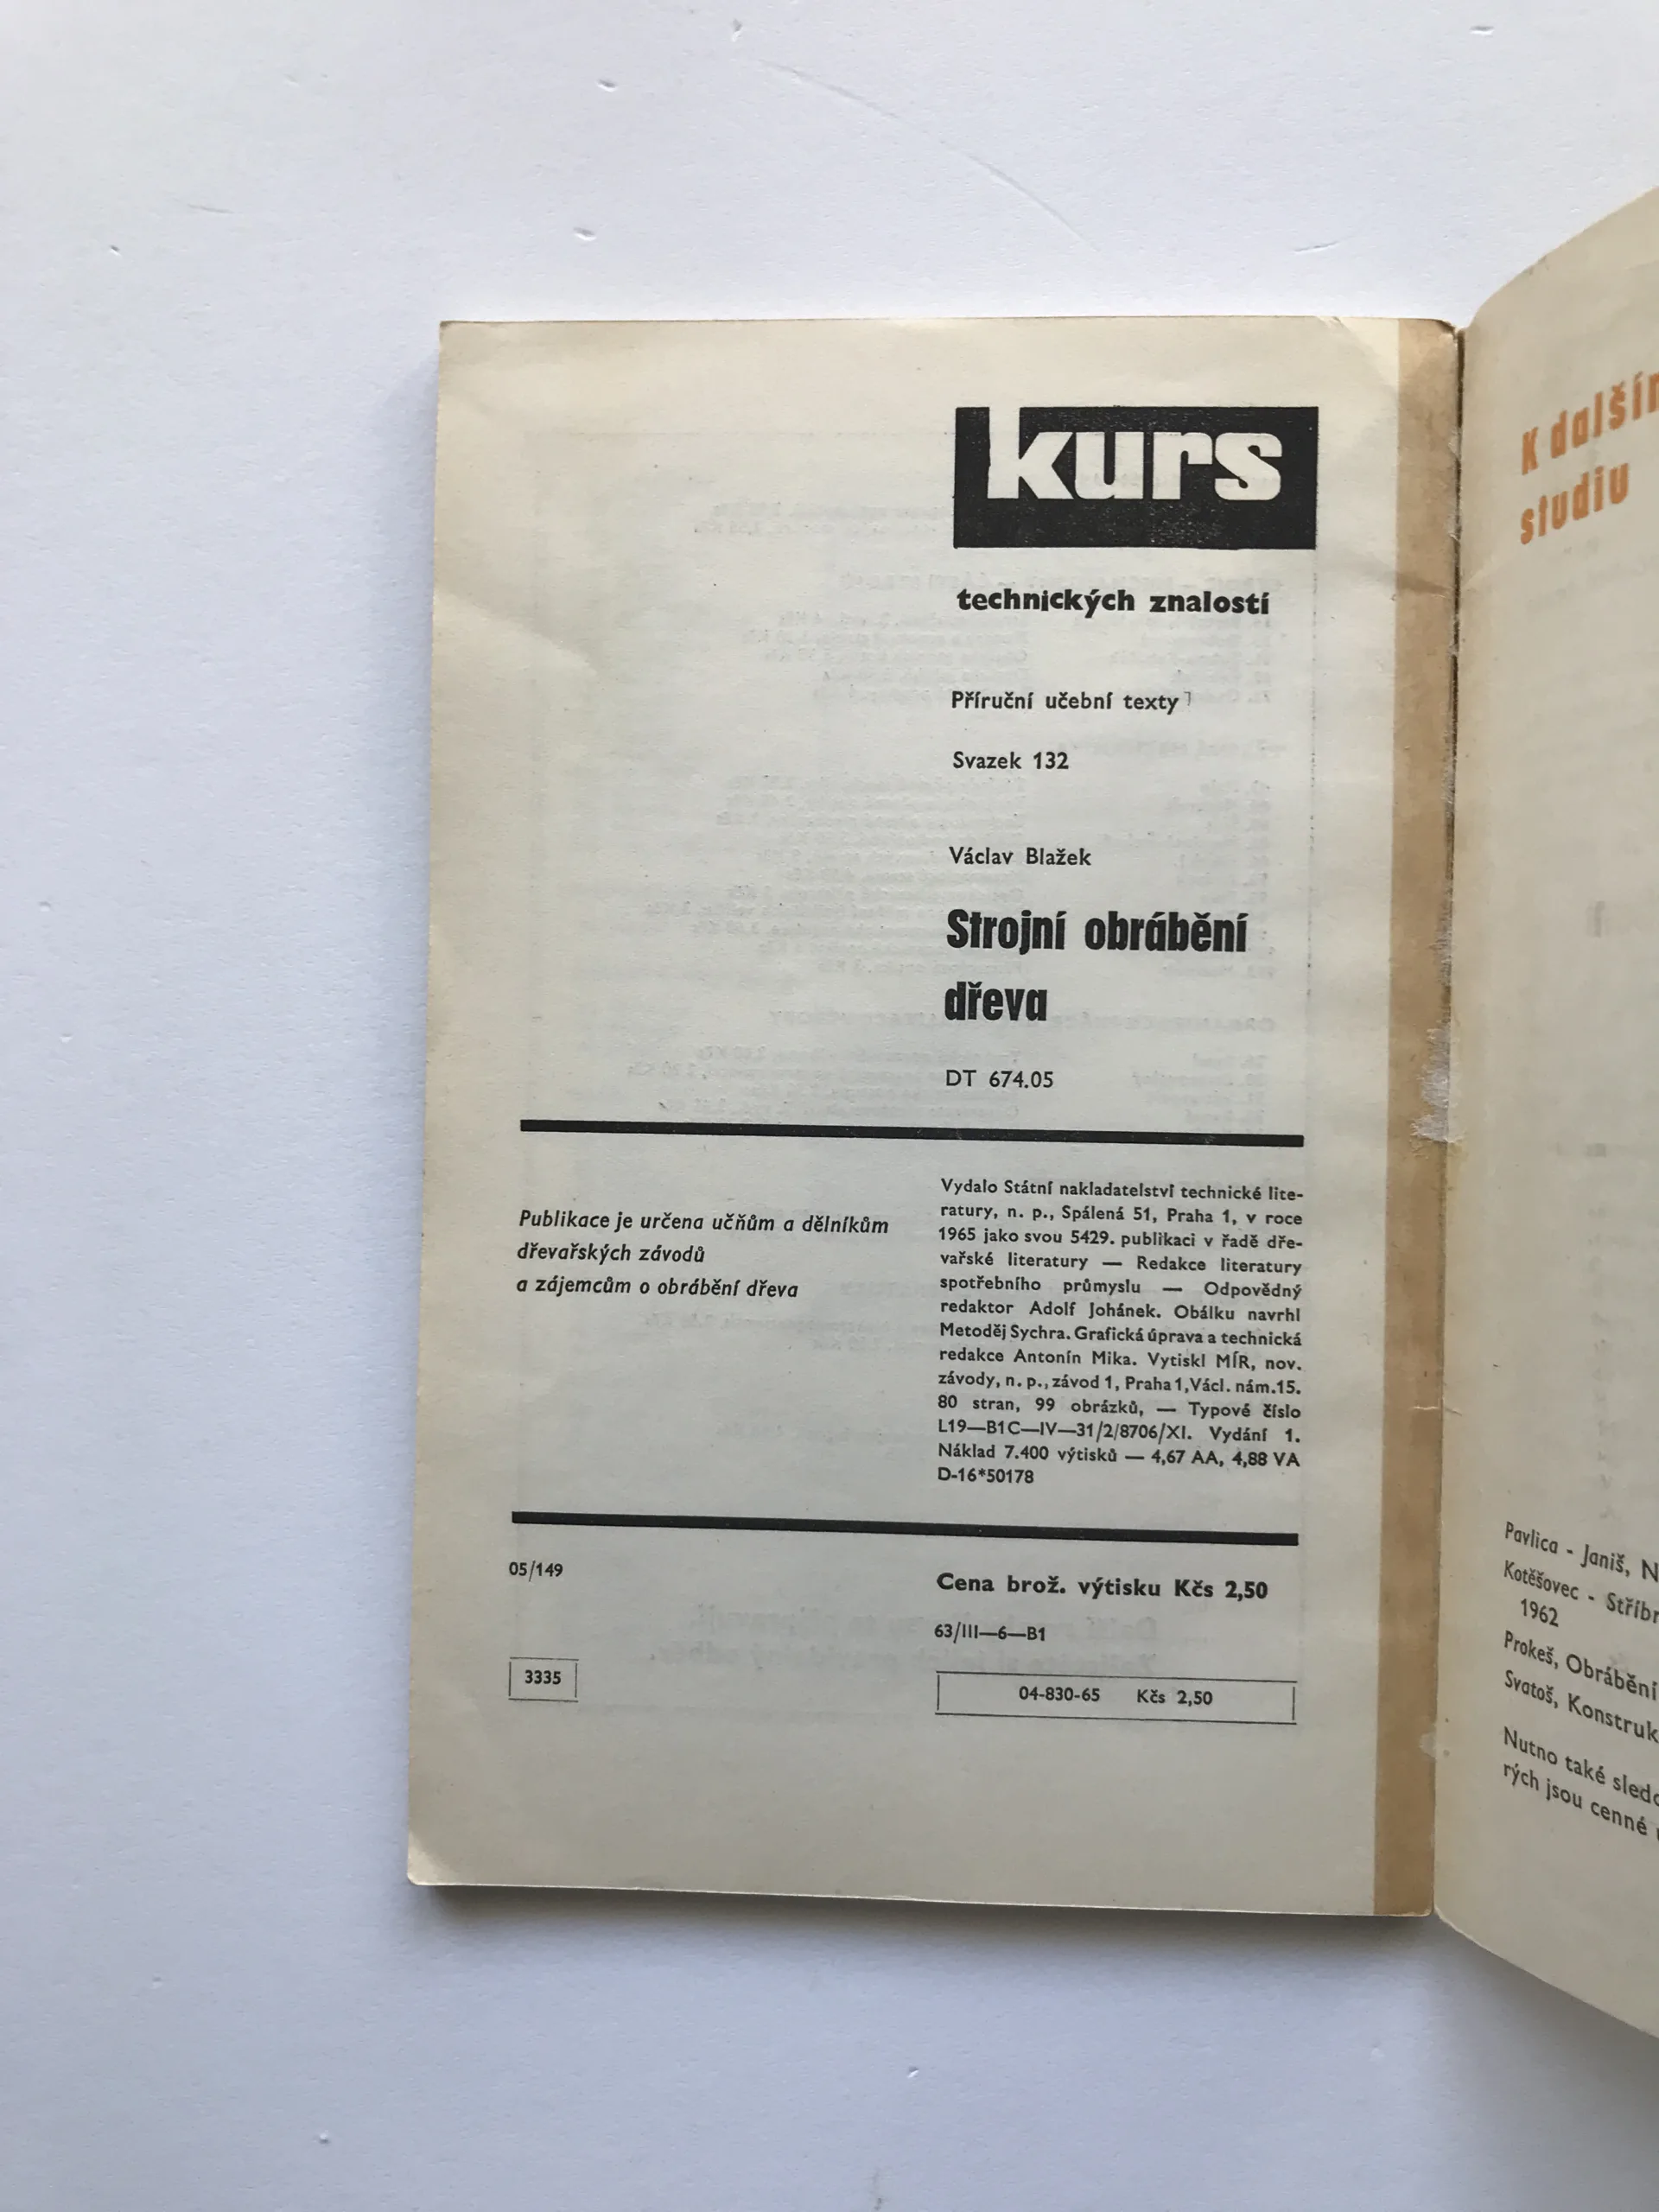 kurs
technických znalostí
Příruční učební texty
Svazek 132
Václav Blažek
Strojní obrábění
dřeva
DT 674.05
Publikace je určena učňům a dělníkům
dřevařských závodů
a zájemcům o obrábění dřeva
Vydalo Státní nakladatelství technické lite-
ratury, n. p., Spálená 51, Praha 1, v roce
1965 jako svou 5429. publikaci v řadě dře-
vařské literatury — Redakce literatury
spotřebního průmyslu — Odpovědný
redaktor Adolf Johánek. Obálku navrhl
Metoděj Sychra. Grafická úprava a technická
redakce Antonín Mika. Vytiskl MÍR, nov.
závody, n. p., závod 1, Praha 1, Václ. nám. 15.
80 stran, 99 obrázků, — Typové číslo
L19—B1C—IV—31/2/8706/XI. Vydání 1.
Náklad 7.400 výtisků — 4,67 AA, 4,88 VA
D-16*50178
05/149
Cena brož. výtisku Kčs 2,50
63/III—6—B1
3335
04-830-65 Kčs 2,50
K dalším
studiu
Pavlica - Janiš, N
Kotěšovec - Stříbr
1962
Prokeš, Obrábění
Svatoš, Konstruk
Nutno také sledo
rých jsou cenné